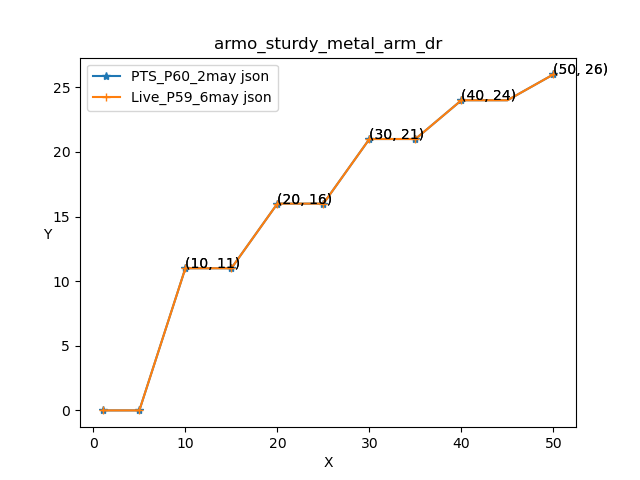 armo_sturdy_metal_arm_dr
PTS_P60_2may json
Live_P59_6may json
(50, 26)
(40, 24)
(30, 21)
(20, 16)
(10, 11)
25
20
15
10
5
0
Y
0 10 20 30 40 50
X